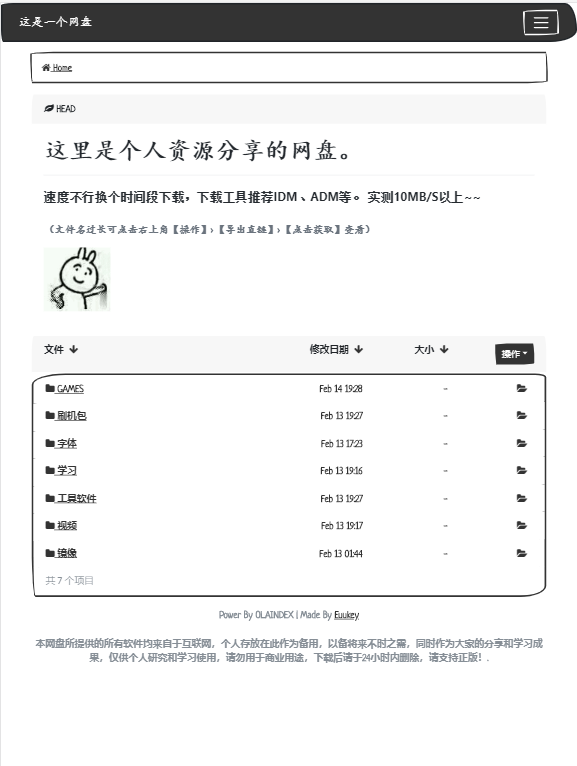 这是一个网盘
Home
HEAD
这里是个人资源分享的网盘。
速度不行换个时间段下载，下载工具推荐IDM、ADM等。 实测10MB/S以上~~
（文件名过长可点击右上角【操作】>【导出直链】>【点击获取】查看）
文件 修改日期 大小 操作
GAMES Feb 14 19:28 -
刷机包 Feb 13 19:27 -
字体 Feb 13 17:23 -
学习 Feb 13 19:16 -
工具软件 Feb 13 19:27 -
视频 Feb 13 19:17 -
镜像 Feb 13 01:44 -
共 7 个项目
Power By OLAINDEX | Made By Euukey
本网盘所提供的所有软件均来自于互联网，个人存放在此作为备用，以备将来不时之需，同时作为大家的分享和学习成
果，仅供个人研究和学习使用，请勿用于商业用途，下载后请于24小时内删除，请支持正版！.